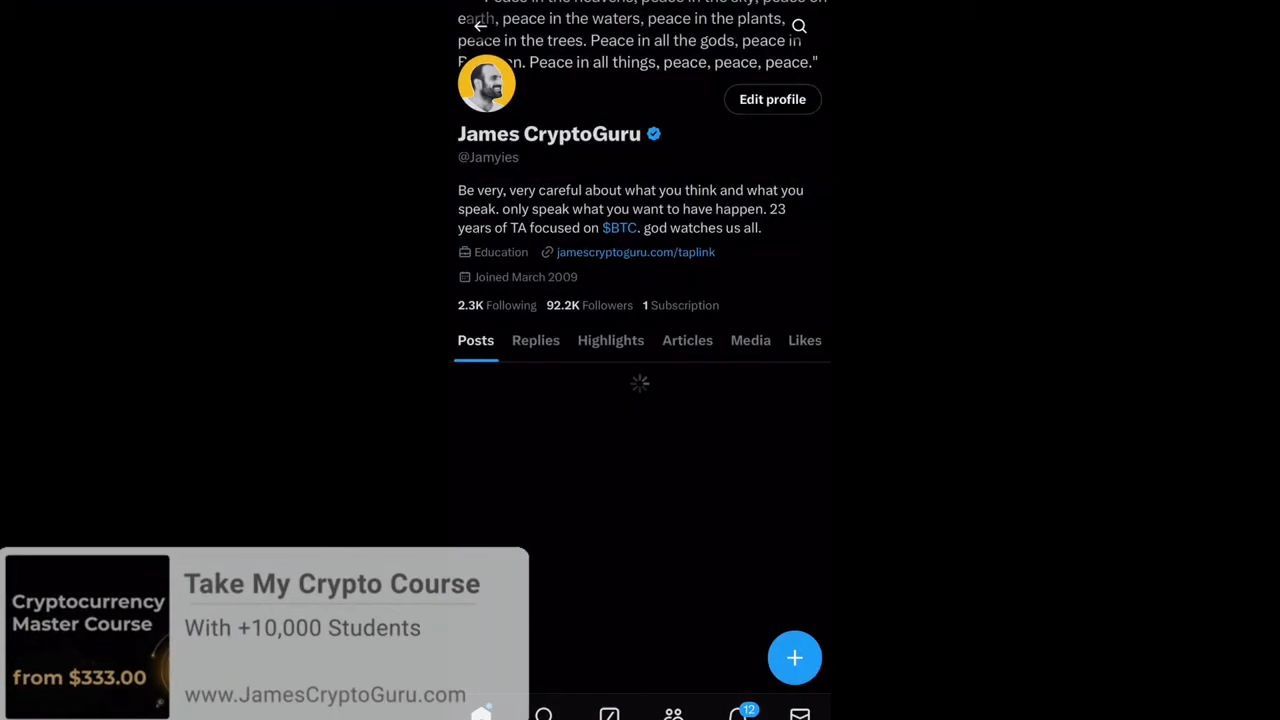 earth, peace in the waters, peace in the plants,
peace in the trees. Peace in all the gods, peace in
Peace in all things, peace, peace, peace."
Edit profile
James CryptoGuru
@Jamyies
Be very, very careful about what you think and what you
speak. only speak what you want to have happen. 23
years of TA focused on $BTC. god watches us all.
Education jamescryptoguru.com/taplink
Joined March 2009
2.3K Following 92.2K Followers 1 Subscription
Posts Replies Highlights Articles Media Likes
Cryptocurrency
Master Course
from $333.00
Take My Crypto Course
With +10,000 Students
www.JamesCryptoGuru.com
12